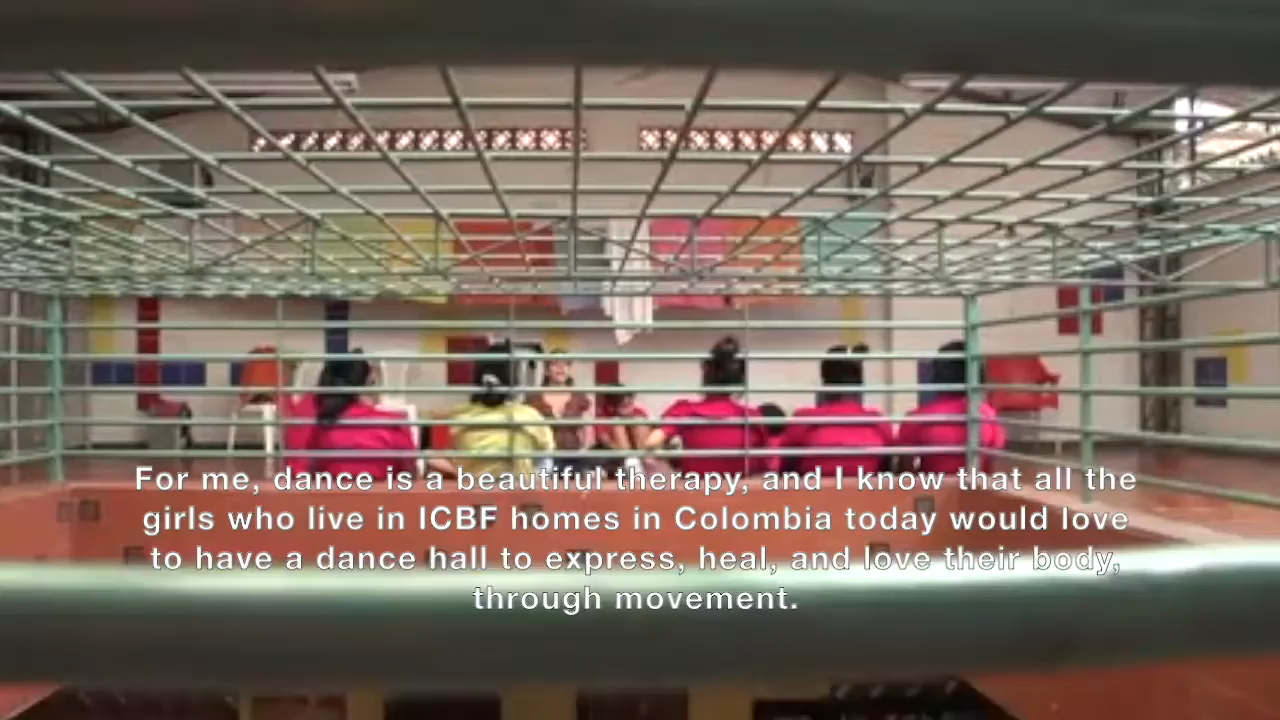 For me, dance is a beautiful therapy, and I know that all the
girls who live in ICBF homes in Colombia today would love
to have a dance hall to express, heal, and love their body,
through movement.